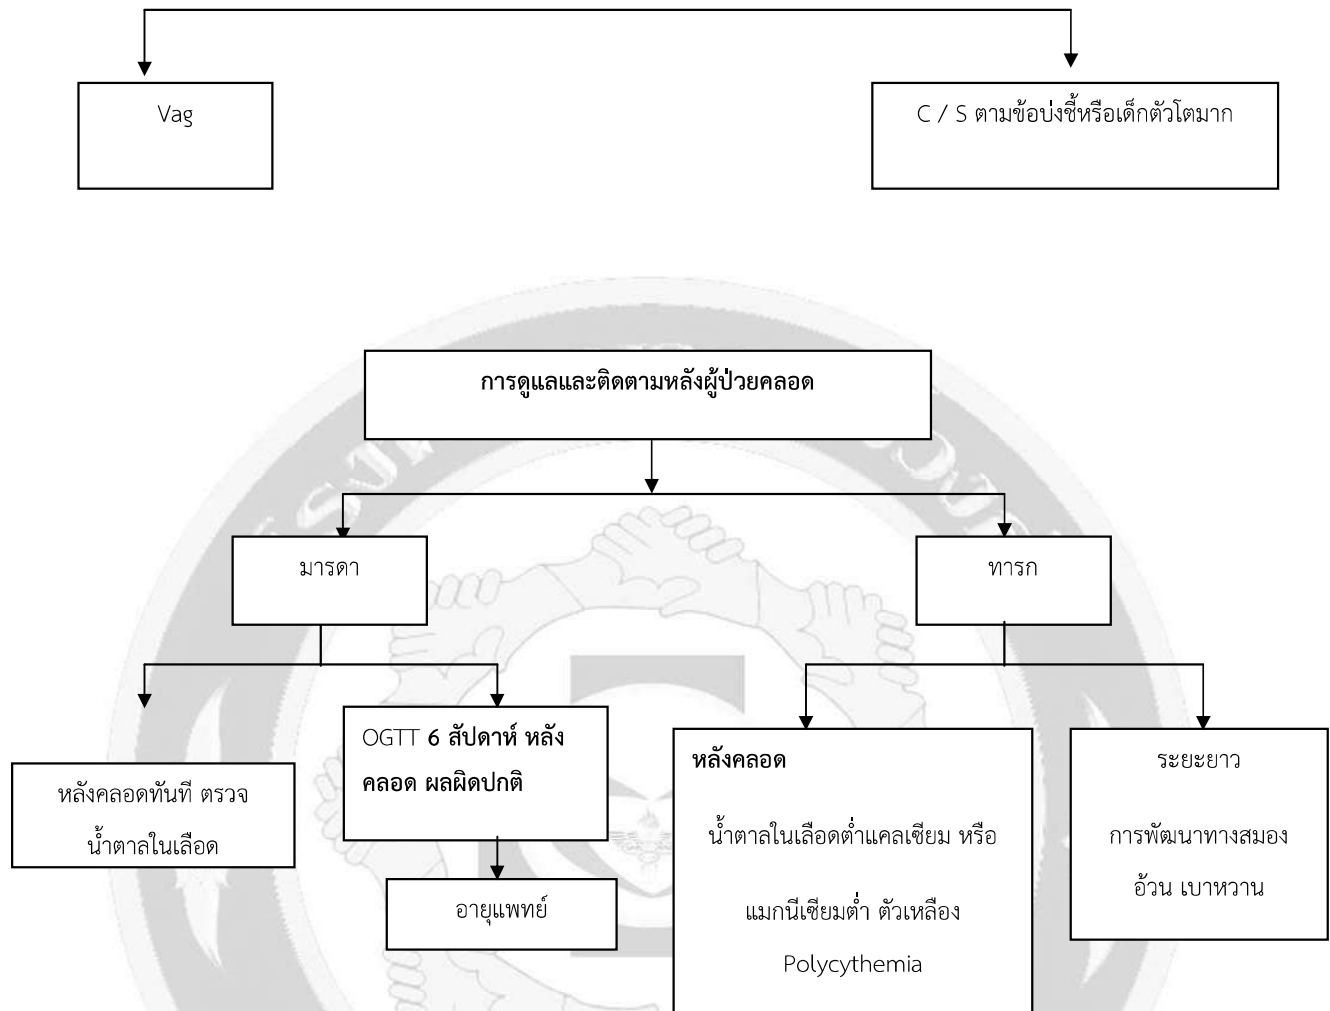 Vag
C / S ตามข้อบ่งชี้หรือเด็กตัวโตมาก
การดูแลและติดตามหลังผู้ป่วยคลอด
มารดา
ทารก
หลังคลอดทันที ตรวจ
น้ำตาลในเลือด
OGTT 6 สัปดาห์ หลัง
คลอด ผลผิดปกติ
อายุแพทย์
หลังคลอด
น้ำตาลในเลือดต่ำแคลเซียม หรือ
แมกนีเซียมต่ำ ตัวเหลือง
Polycythemia
ระยะยาว
การพัฒนาทางสมอง
อ้วน เบาหวาน